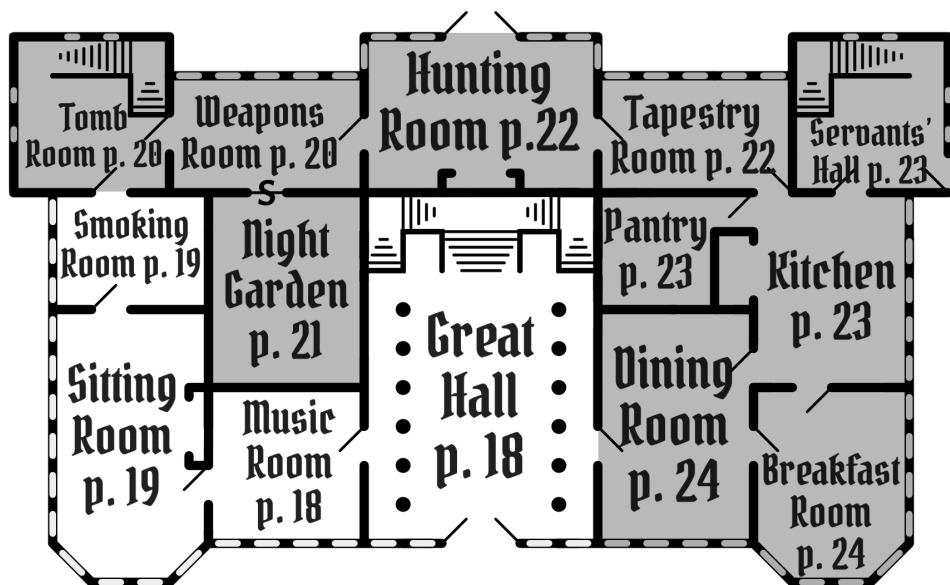 Hunting
Room p.22
Tomb
Room p. 20
Weapons
Room p. 20
Tapestry
Room p. 22
Servants'
Hall p. 23
S
Smoking
Room p. 19
Night
Garden
p. 21
Pantry
p. 23
Kitchen
p. 23
Great
Hall
p. 18
Sitting
Room
p. 19
Music
Room
p. 18
Dining
Room
p. 24
Breakfast
Room
p. 24